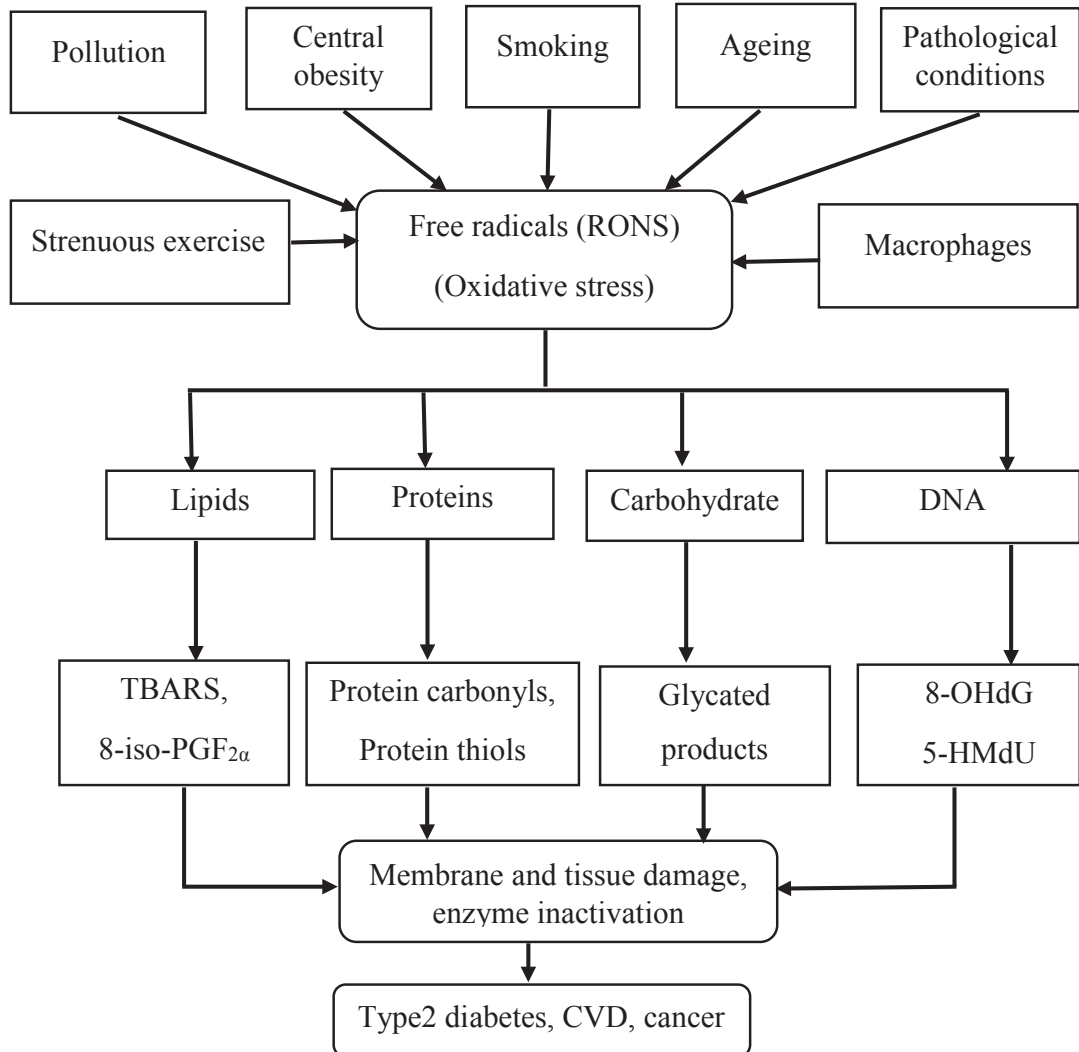 Pollution
Central
obesity
Smoking
Ageing
Pathological
conditions
Strenuous exercise
Free radicals (RONS)
(Oxidative stress)
Macrophages
Lipids
Proteins
Carbohydrate
DNA
TBARS,
8-iso-PGF2α
Protein carbonyls,
Protein thiols
Glycated
products
8-OHdG
5-HMdU
Membrane and tissue damage,
enzyme inactivation
Type2 diabetes, CVD, cancer